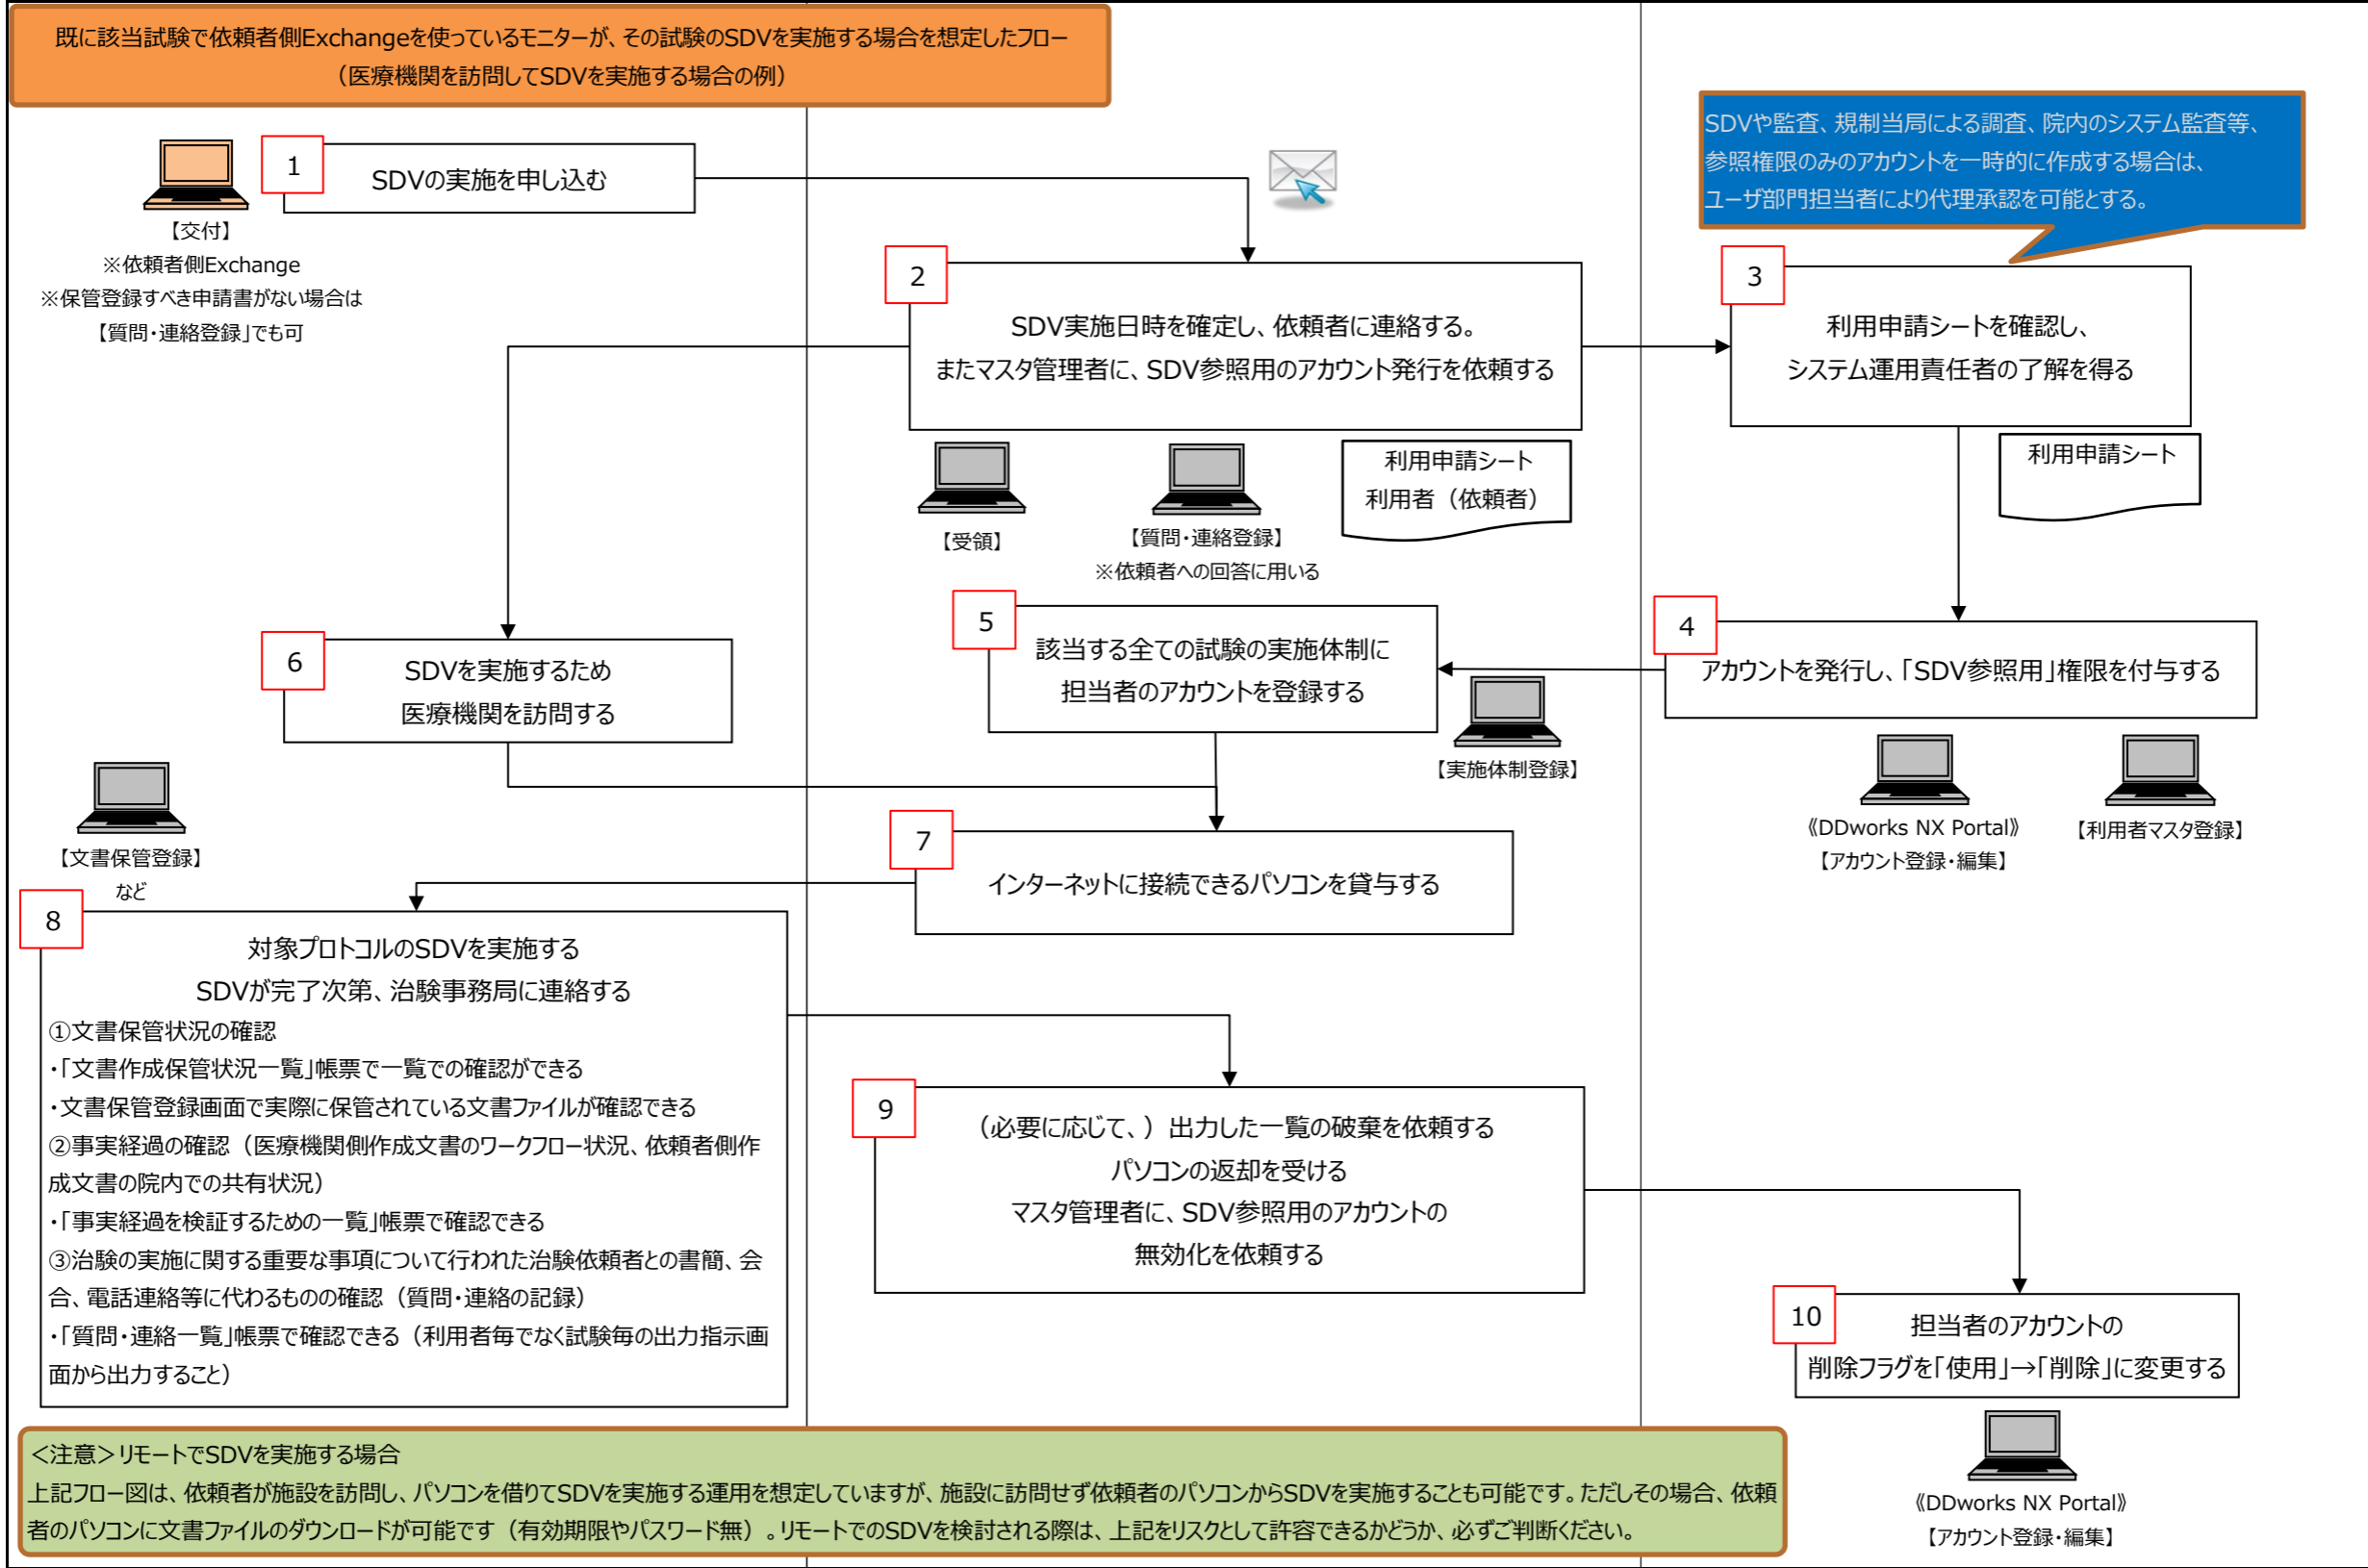 既に該当試験で依頼者側Exchangeを使っているモニターが、その試験のSDVを実施する場合を想定したフロー
（医療機関を訪問してSDVを実施する場合の例）
SDVや監査、規制当局による調査、院内のシステム監査等、
参照権限のみのアカウントを一時的に作成する場合は、
ユーザ部門担当者により代理承認を可能とする。
1
SDVの実施を申し込む
【交付】
※依頼者側Exchange
※保管登録すべき申請書がない場合は
【質問・連絡登録」でも可
2
SDV実施日時を確定し、依頼者に連絡する。
またマスタ管理者に、SDV参照用のアカウント発行を依頼する
【受領】
【質問・連絡登録】
※依頼者への回答に用いる
利用申請シート
利用者（依頼者）
3
利用申請シートを確認し、
システム運用責任者の了解を得る
利用申請シート
4
アカウントを発行し、「SDV参照用」権限を付与する
《DDworks NX Portal》
【アカウント登録・編集】
【利用者マスタ登録】
5
該当する全ての試験の実施体制に
担当者のアカウントを登録する
【実施体制登録】
6
SDVを実施するため
医療機関を訪問する
【文書保管登録】
など
7
インターネットに接続できるパソコンを貸与する
8
対象プロトコルのSDVを実施する
SDVが完了次第、治験事務局に連絡する
①文書保管状況の確認
・「文書作成保管状況一覧」帳票で一覧での確認ができる
・文書保管登録画面で実際に保管されている文書ファイルが確認できる
②事実経過の確認（医療機関側作成文書のワークフロー状況、依頼者側作
成文書の院内での共有状況）
・「事実経過を検証するための一覧」帳票で確認できる
③治験の実施に関する重要な事項について行われた治験依頼者との書簡、会
合、電話連絡等に代わるものの確認（質問・連絡の記録）
・「質問・連絡一覧」帳票で確認できる（利用者毎でなく試験毎の出力指示画
面から出力すること）
9
（必要に応じて、）出力した一覧の破棄を依頼する
パソコンの返却を受ける
マスタ管理者に、SDV参照用のアカウントの
無効化を依頼する
10
担当者のアカウントの
削除フラグを「使用」→「削除」に変更する
《DDworks NX Portal》
【アカウント登録・編集】
＜注意＞リモートでSDVを実施する場合
上記フロー図は、依頼者が施設を訪問し、パソコンを借りてSDVを実施する運用を想定していますが、施設に訪問せず依頼者のパソコンからSDVを実施することも可能です。ただしその場合、依頼
者のパソコンに文書ファイルのダウンロードが可能です（有効期限やパスワード無）。リモートでのSDVを検討される際は、上記をリスクとして許容できるかどうか、必ずご判断ください。